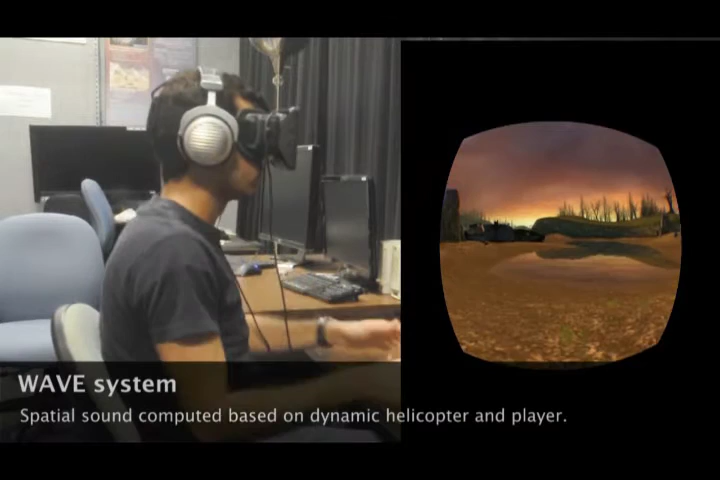 WAVE system
Spatial sound computed based on dynamic helicopter and player.